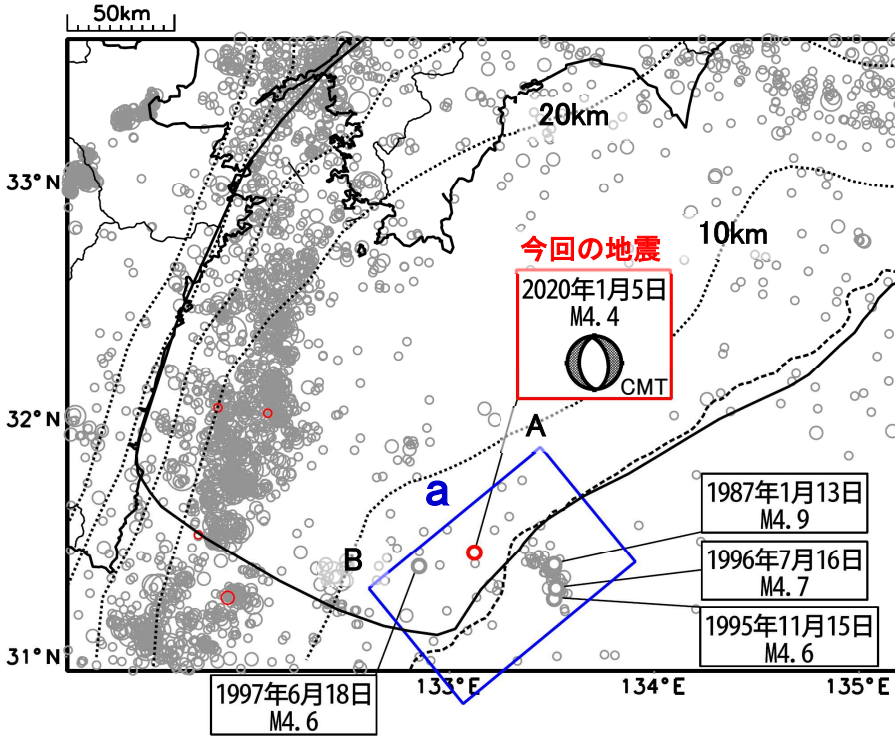 50km
33°N
32°N
31°N
20km
10km
今回の地震
2020年1月5日
M4.4
CMT
A
a
B
1987年1月13日
M4.9
1996年7月16日
M4.7
1995年11月15日
M4.6
1997年6月18日
M4.6
133°E
134°E
135°E